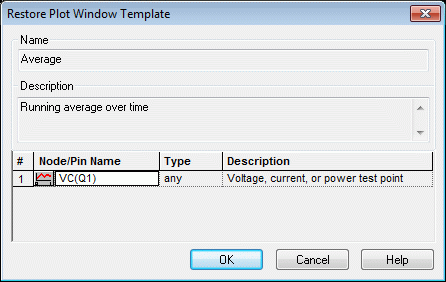 Restore Plot Window Template
Name
Average
Description
Running average over time
# Node/Pin Name Type Description
1 VC(Q1) any Voltage, current, or power test point
OK Cancel Help